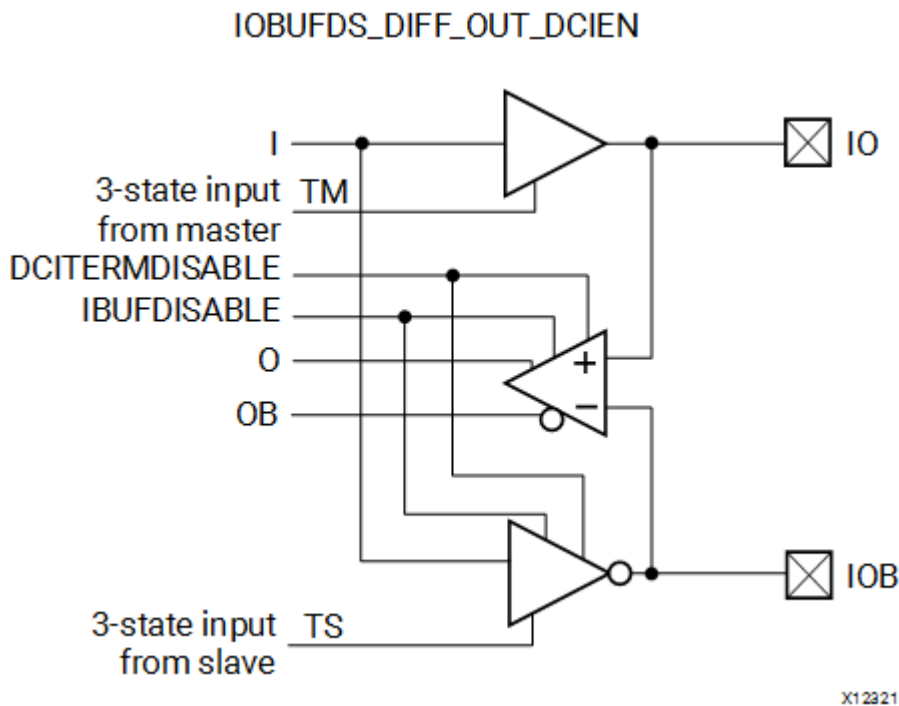 IOBUFDS_DIFF_OUT_DCIEN
I
IO
3-state input TM
from master
DCITERMDISABLE
IBUFDISABLE
+
O
−
OB
IOB
3-state input TS
from slave
X12321